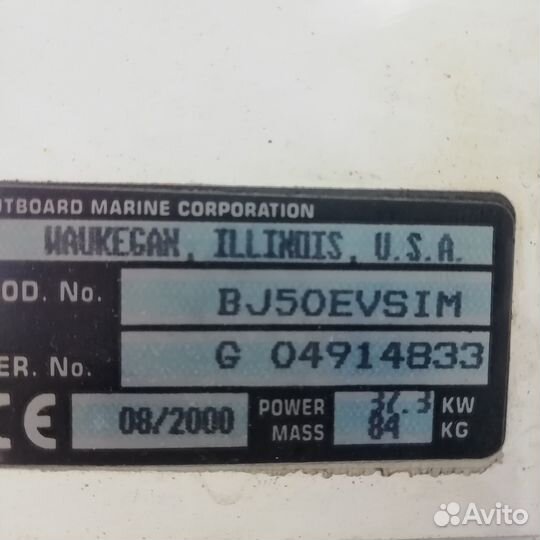 UTBOARD MARINE CORPORATION
WAUKEGAN, ILLINOIS, U.S.A.
OD. No. BJ50EVSIM
ER. No. G 04914833
CE 08/2000 POWER 37.3 KW
MASS 84 KG
Avito